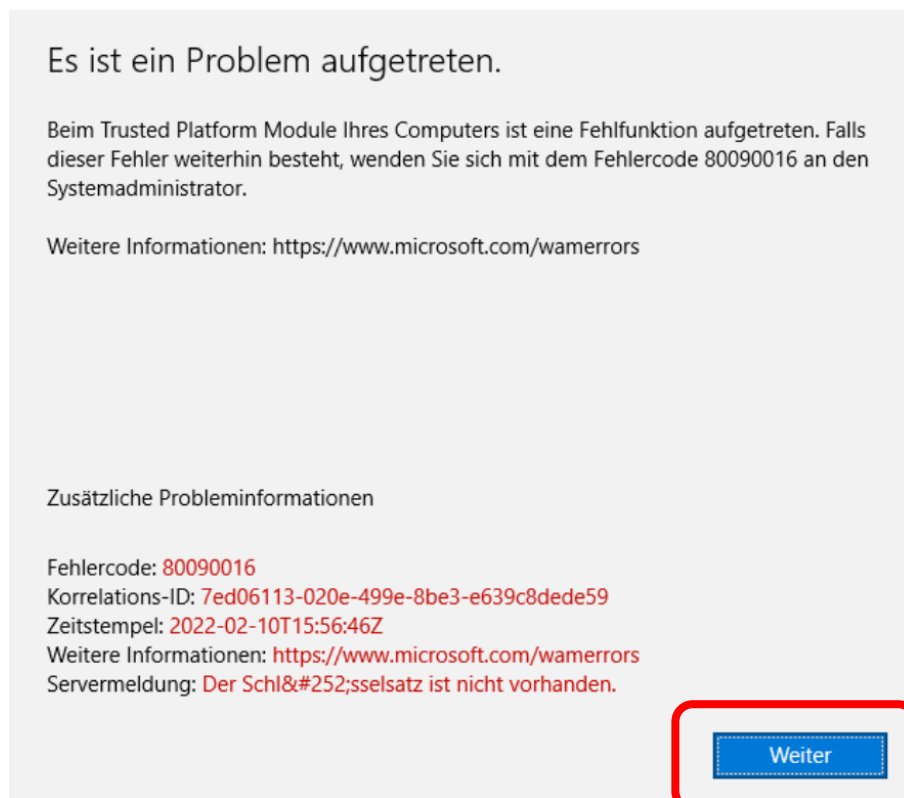 Es ist ein Problem aufgetreten.
Beim Trusted Platform Module Ihres Computers ist eine Fehlfunktion aufgetreten. Falls
dieser Fehler weiterhin besteht, wenden Sie sich mit dem Fehlercode 80090016 an den
Systemadministrator.
Weitere Informationen: https://www.microsoft.com/wamerrors
Zusätzliche Probleminformationen
Fehlercode: 80090016
Korrelations-ID: 7ed06113-020e-499e-8be3-e639c8dede59
Zeitstempel: 2022-02-10T15:56:46Z
Weitere Informationen: https://www.microsoft.com/wamerrors
Servermeldung: Der Schl&#252;sselsatz ist nicht vorhanden.
Weiter